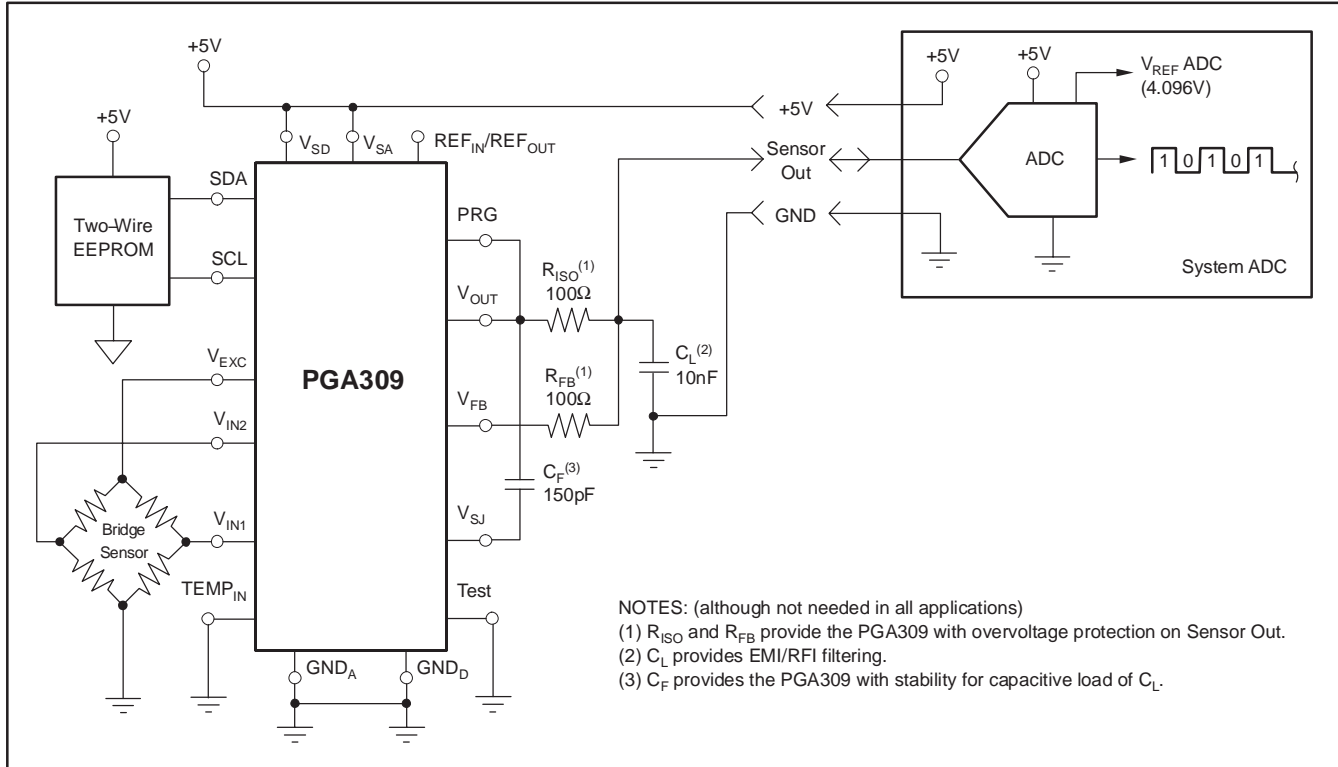 +5V
+5V
+5V
+5V
V_REF ADC
(4.096V)
+5V
V_SD
V_SA
REF_IN/REF_OUT
Sensor
Out
ADC
1 0 1 0 1
SDA
Two-Wire
EEPROM
PRG
GND
SCL
R_ISO(1)
100Ω
System ADC
V_OUT
V_EXC
PGA309
C_L(2)
10nF
R_FB(1)
100Ω
V_FB
V_IN2
C_F(3)
150pF
Bridge
Sensor
V_IN1
V_SJ
TEMP_IN
Test
NOTES: (although not needed in all applications)
(1) R_ISO and R_FB provide the PGA309 with overvoltage protection on Sensor Out.
(2) C_L provides EMI/RFI filtering.
(3) C_F provides the PGA309 with stability for capacitive load of C_L.
GND_A
GND_D